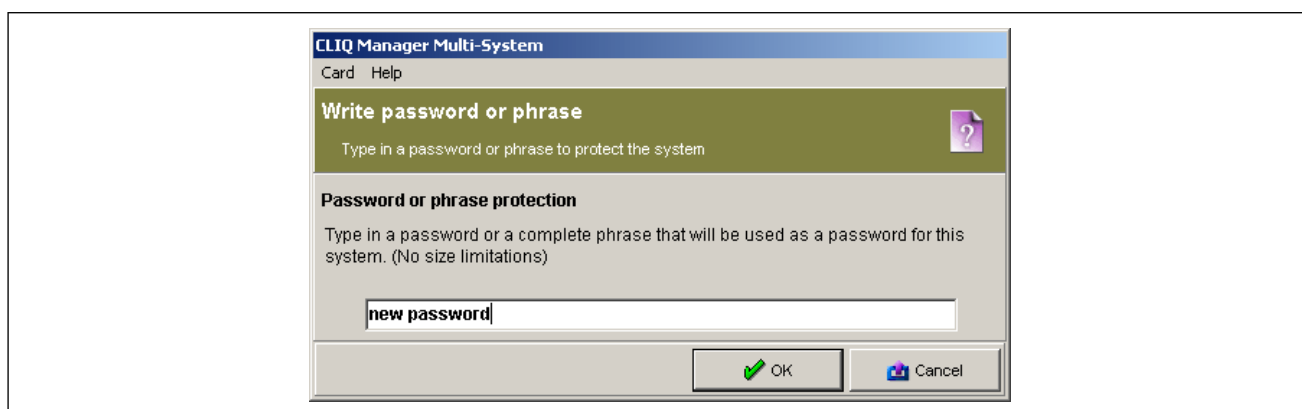 CLIQ Manager Multi-System
Card Help
Write password or phrase
?
Type in a password or phrase to protect the system
Password or phrase protection
Type in a password or a complete phrase that will be used as a password for this
system. (No size limitations)
new password
OK Cancel